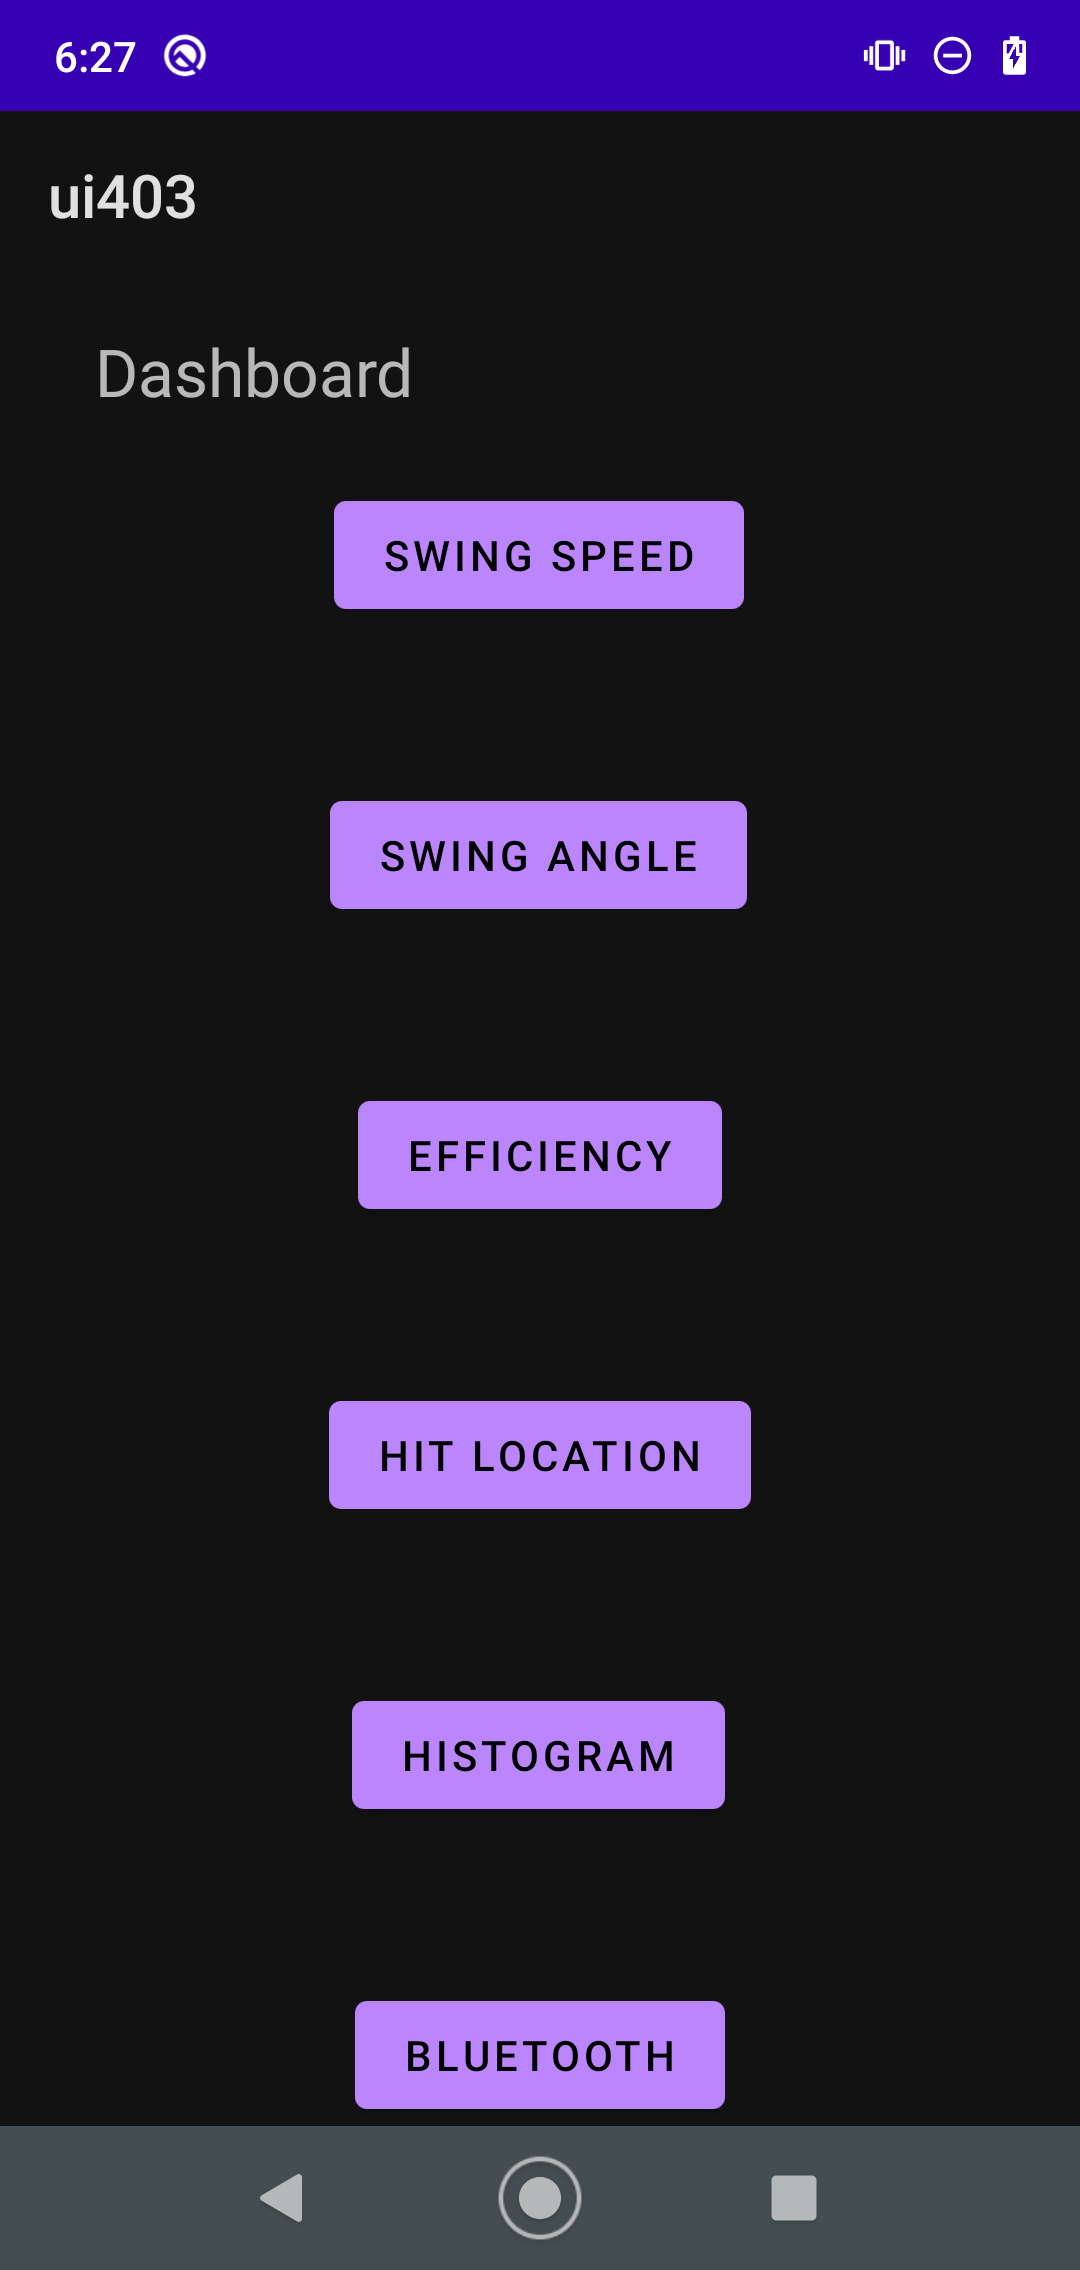 6:27
ui403
Dashboard
SWING SPEED
SWING ANGLE
EFFICIENCY
HIT LOCATION
HISTOGRAM
BLUETOOTH